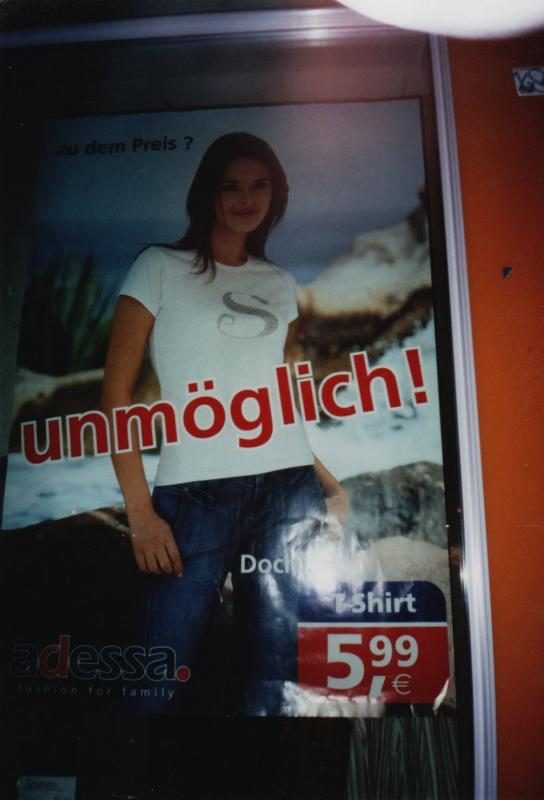 zu dem Preis ?
S
unmöglich!
Doch
T-Shirt
5,99
€
adessa.
fashion for family